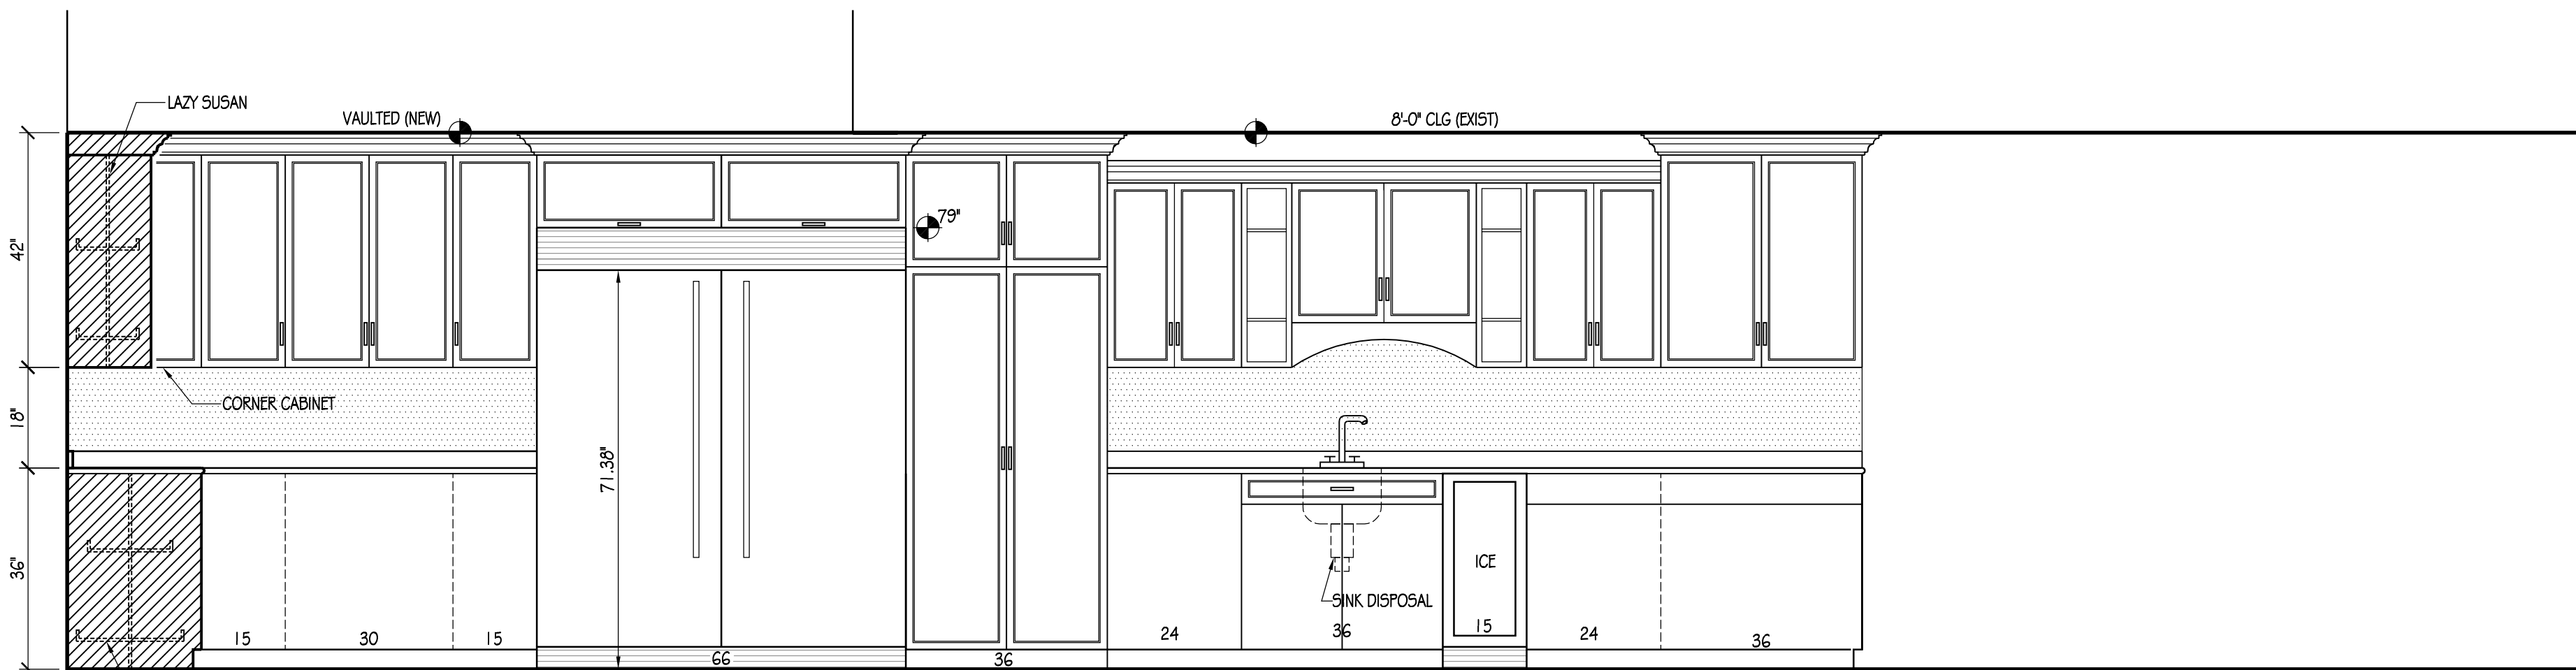 LAZY SUSAN
VAULTED (NEW)
8'-0" CLG (EXIST)
79"
42"
CORNER CABINET
18"
71.38"
36"
ICE
SINK DISPOSAL
15
30
15
66
36
24
36
15
24
36